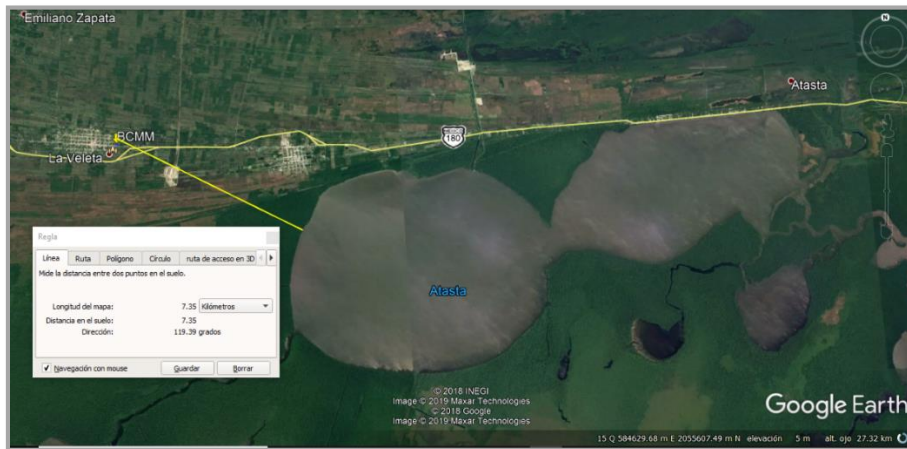 Emiliano Zapata
N
Atasta
BCMM
180
La Veleta
Regla
Línea Ruta Polígono Círculo ruta de acceso en 3D
Mide la distancia entre dos puntos en el suelo.
Longitud del mapa: 7.35 Kilómetros
Distancia en el suelo: 7.35
Dirección: 119.39 grados
Navegación con mouse Guardar Borrar
Atasta
© 2018 INEGI
Image © 2019 Maxar Technologies
© 2018 Google
Image © 2019 Maxar Technologies
Google Earth
15 Q 584629.68 m E 2055607.49 m N elevación 5 m alt. ojo 27.32 km